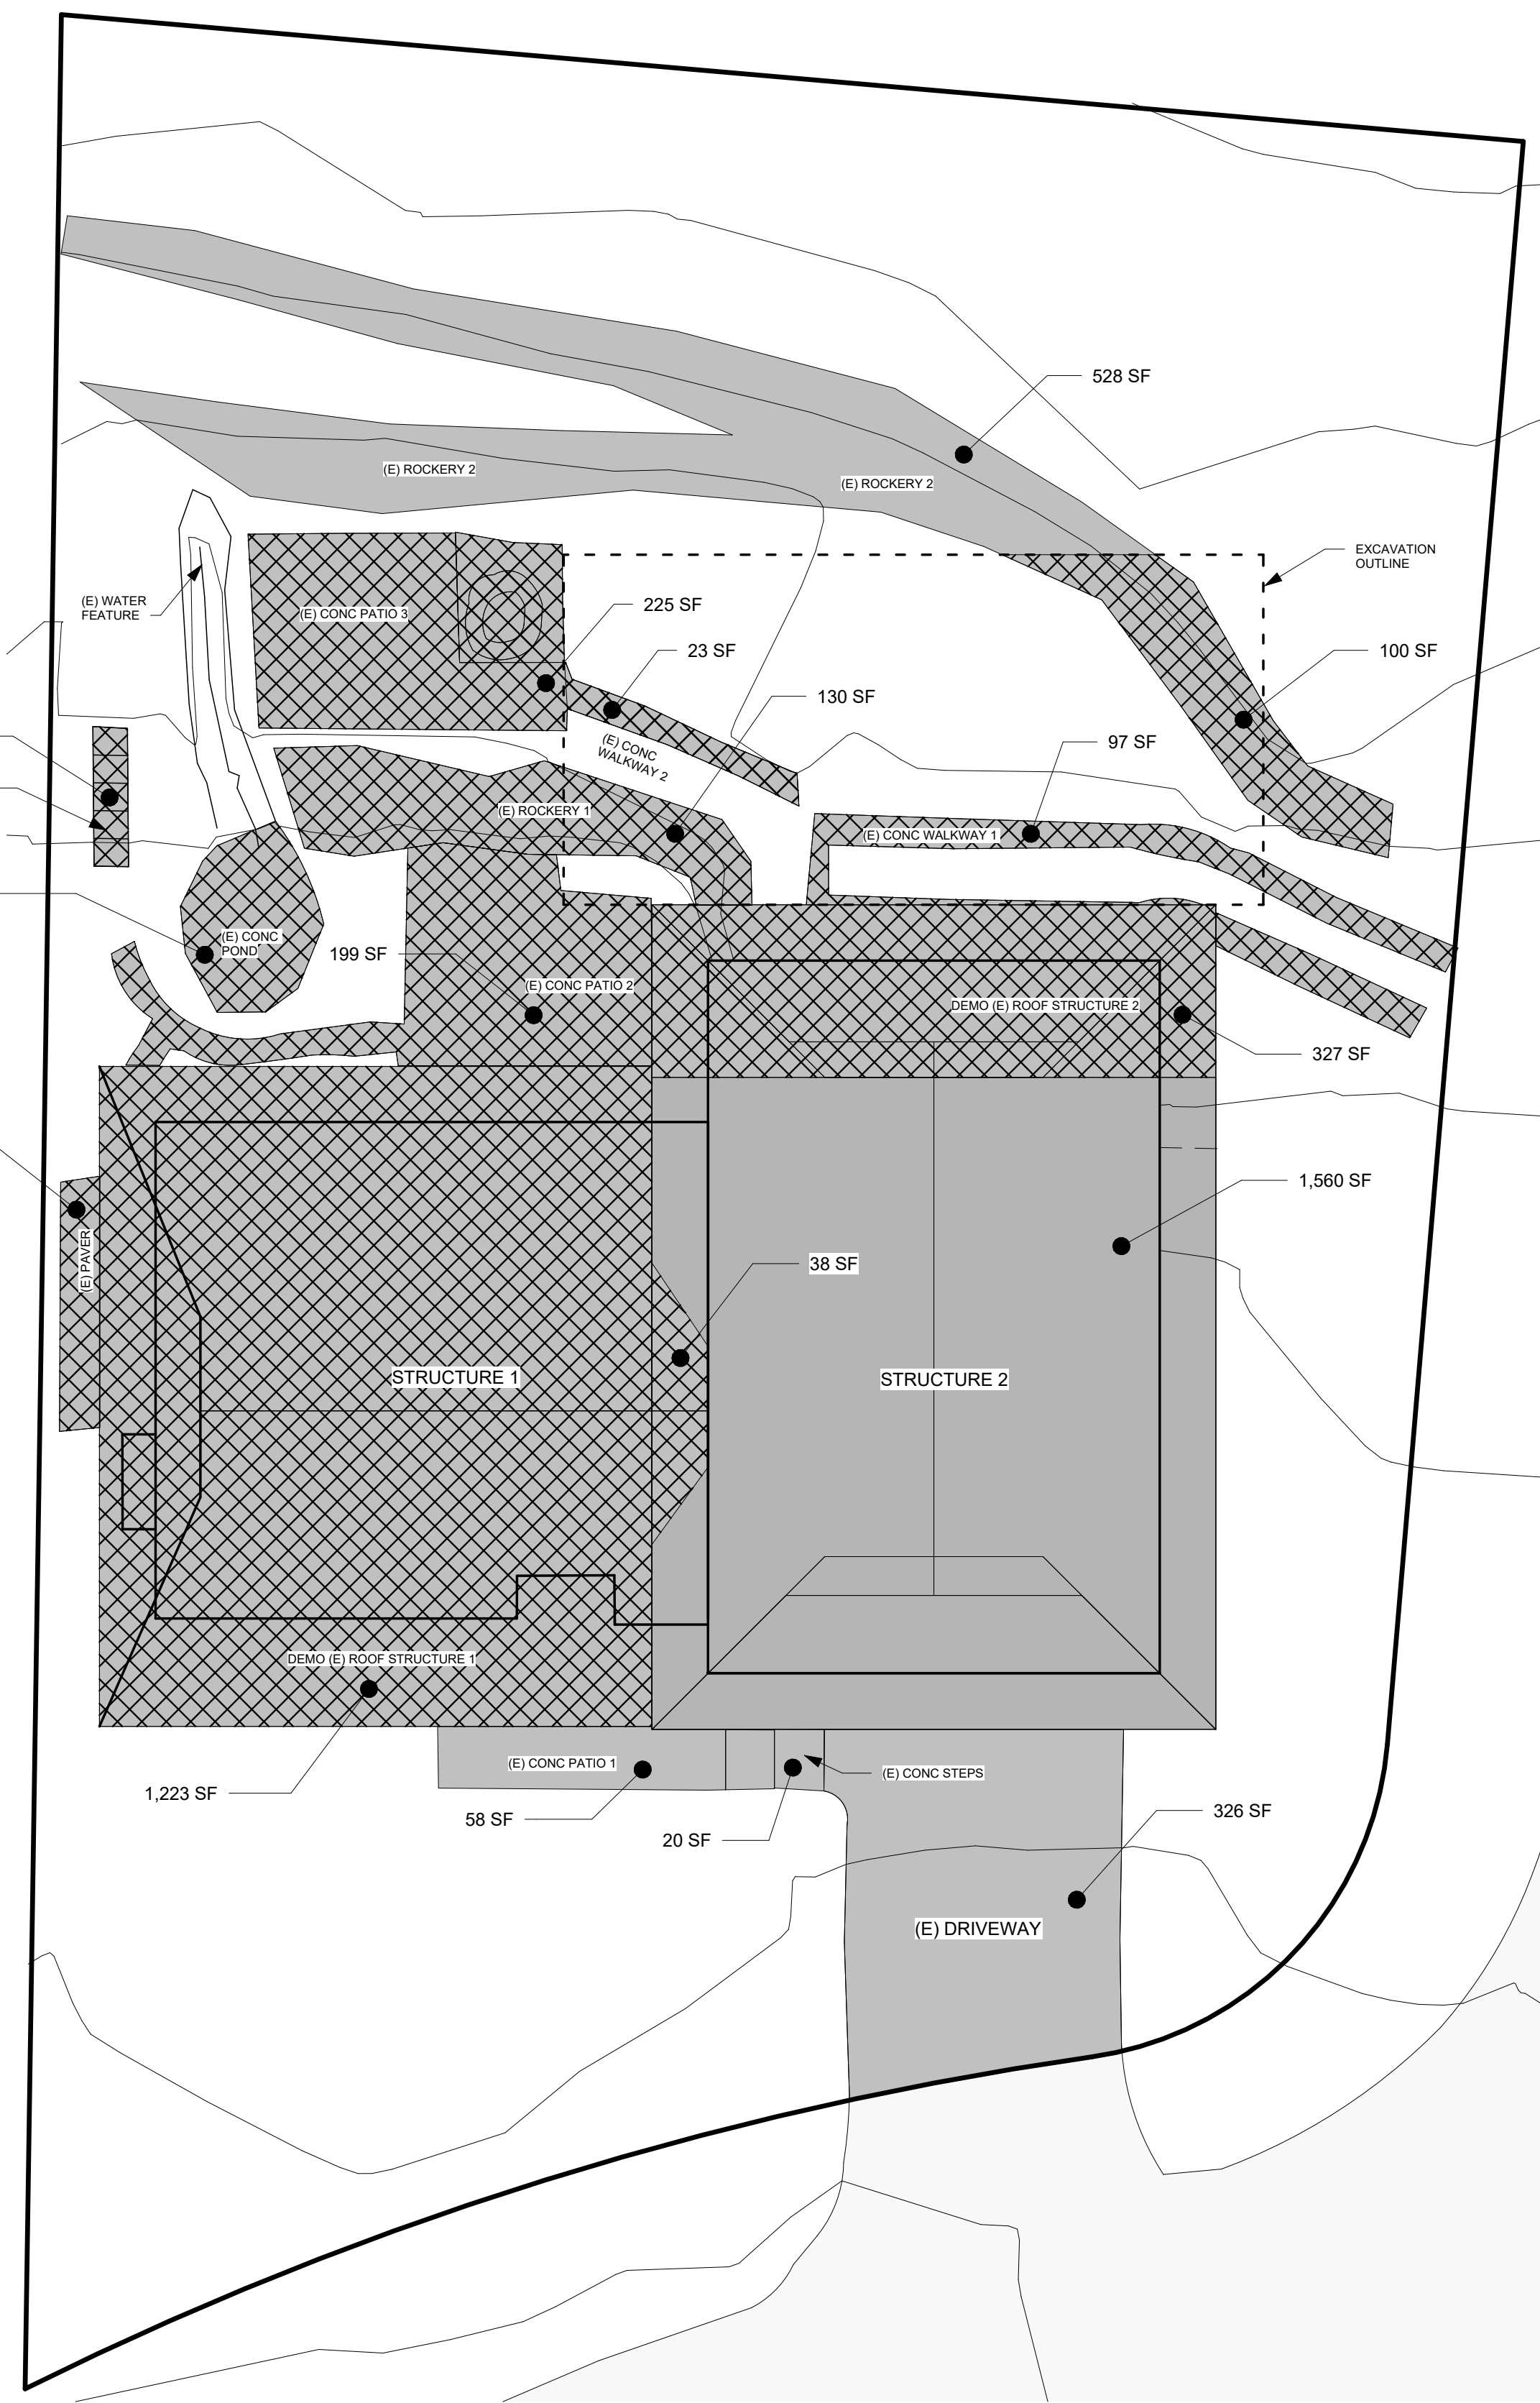 528 SF
(E) ROCKERY 2
(E) ROCKERY 2
EXCAVATION
OUTLINE
(E) WATER
FEATURE
(E) CONC PATIO 3
225 SF
23 SF
100 SF
130 SF
97 SF
(E) CONC
WALKWAY 2
(E) ROCKERY 1
(E) CONC WALKWAY 1
(E) CONC
POND
199 SF
(E) CONC PATIO 2
DEMO (E) ROOF STRUCTURE 2
327 SF
1,560 SF
(E) PAVER
38 SF
STRUCTURE 1
STRUCTURE 2
DEMO (E) ROOF STRUCTURE 1
(E) CONC PATIO 1
(E) CONC STEPS
1,223 SF
58 SF
20 SF
326 SF
(E) DRIVEWAY